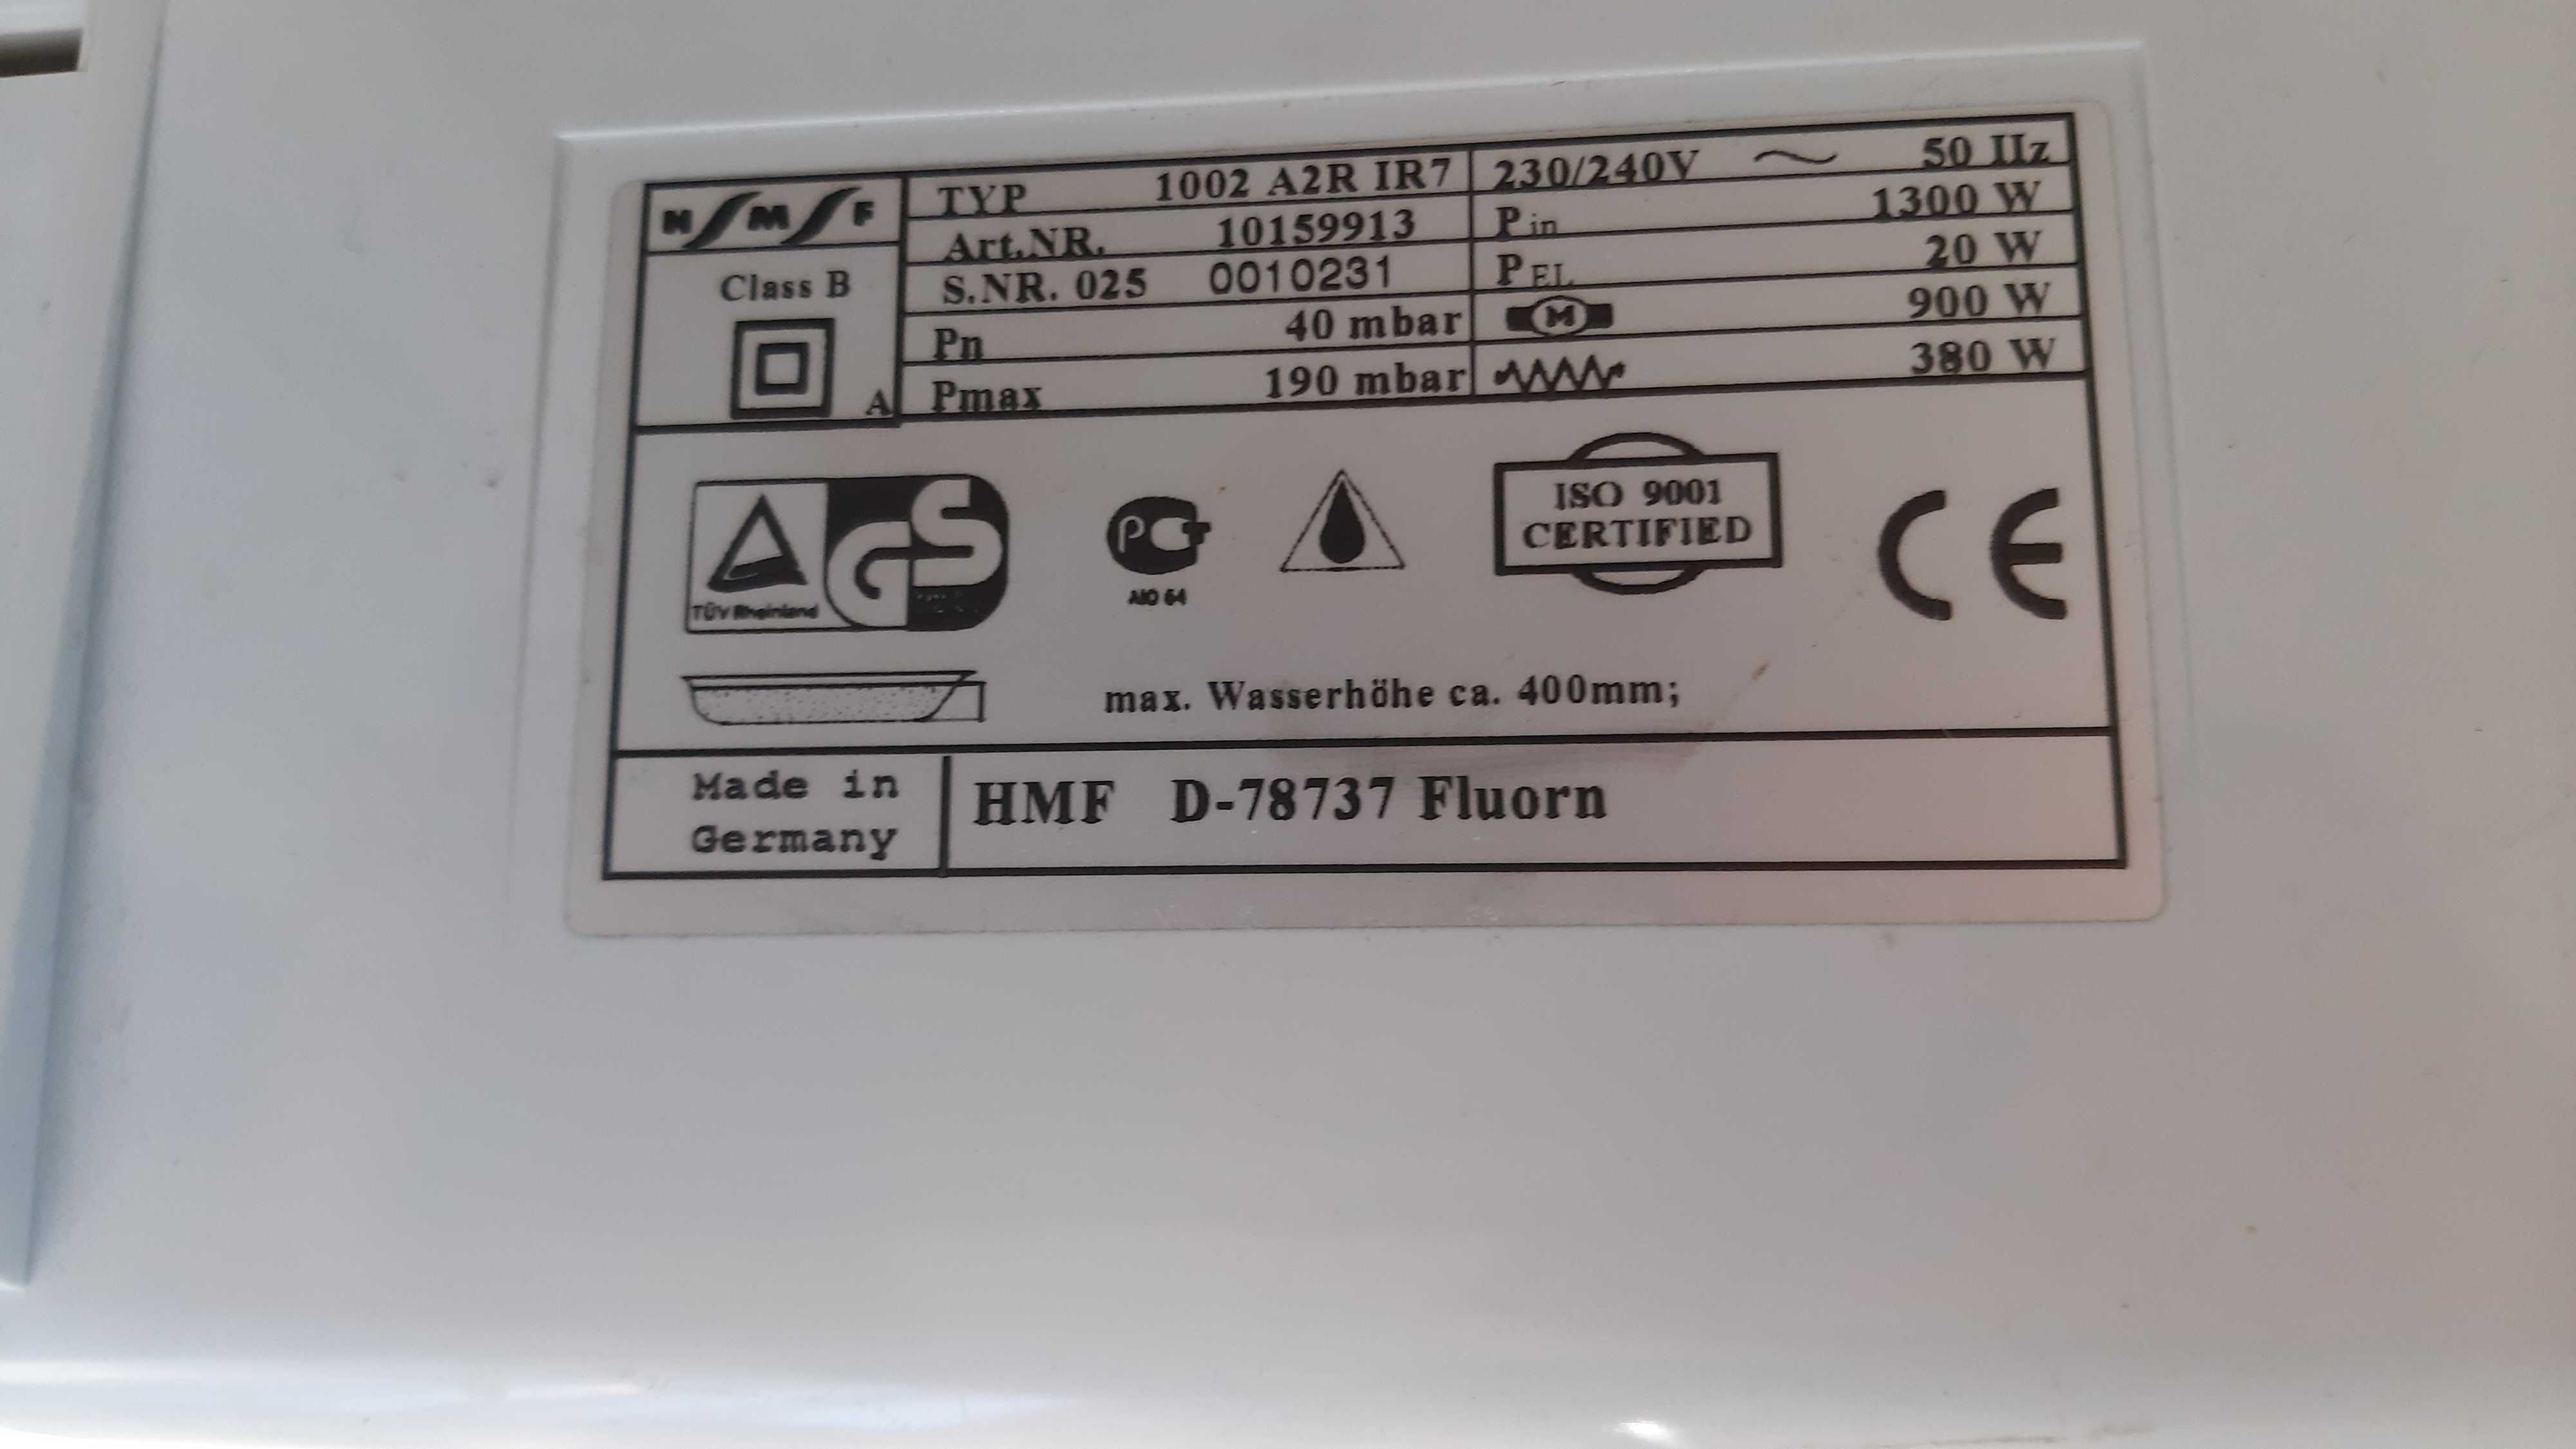 HMF
Class B
A
TYP 1002 A2R IR7
Art.NR. 10159913
S.NR. 025 0010231
Pn 40 mbar
Pmax 190 mbar
230/240V ~ 50 Hz
Pin 1300 W
PEL 20 W
M 900 W
380 W
TÜV Rheinland
GS
PG
AIO 64
ISO 9001
CERTIFIED
CE
max. Wasserhöhe ca. 400mm;
Made in
Germany
HMF D-78737 Fluorn